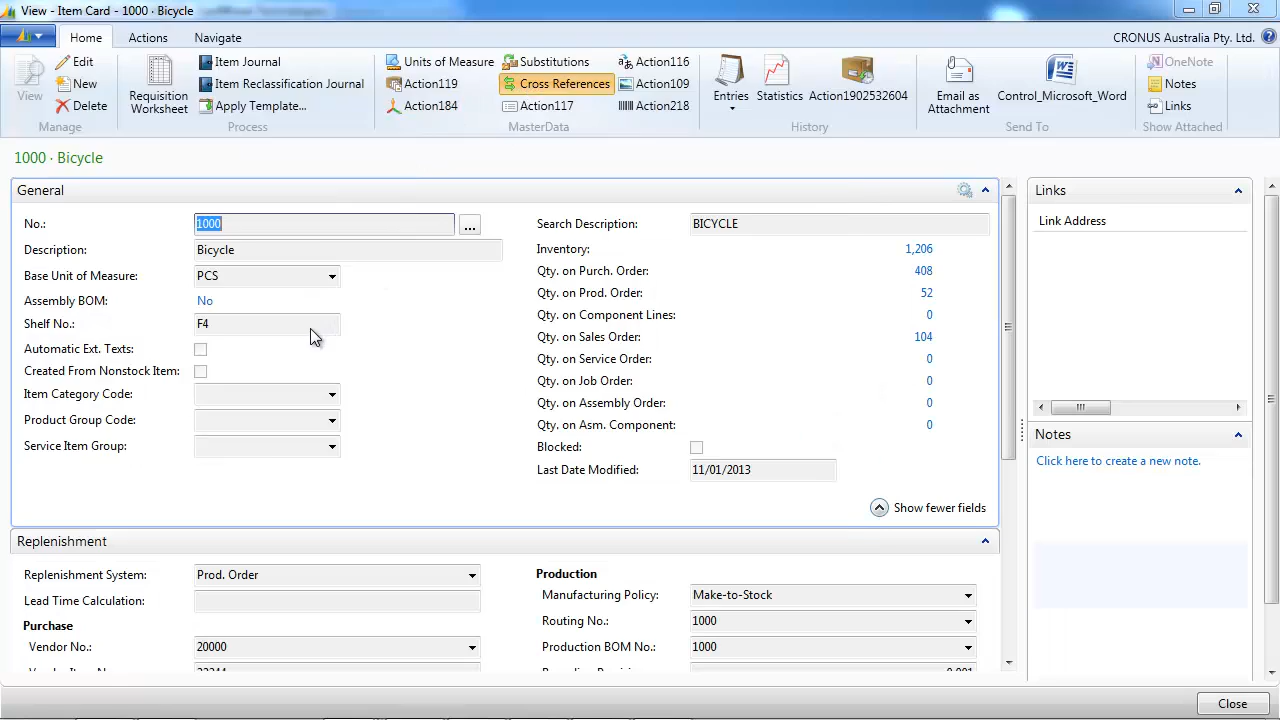 View - Item Card - 1000 · Bicycle
Home Actions Navigate CRONUS Australia Pty. Ltd.
View Edit New Delete Manage
Requisition Worksheet Item Journal Item Reclassification Journal Apply Template... Process
Units of Measure Action119 Action184 Substitutions Cross References Action117 Action116 Action109 Action218 MasterData
Entries Statistics Action1902532604 History
Email as Attachment Control_Microsoft_Word Send To
OneNote Notes Links Show Attached
1000 · Bicycle
General
No.: 1000 ...
Description: Bicycle
Base Unit of Measure: PCS
Assembly BOM: No
Shelf No.: F4
Automatic Ext. Texts:
Created From Nonstock Item:
Item Category Code:
Product Group Code:
Service Item Group:
Search Description: BICYCLE
Inventory: 1,206
Qty. on Purch. Order: 408
Qty. on Prod. Order: 52
Qty. on Component Lines: 0
Qty. on Sales Order: 104
Qty. on Service Order: 0
Qty. on Job Order: 0
Qty. on Assembly Order: 0
Qty. on Asm. Component: 0
Blocked:
Last Date Modified: 11/01/2013
Show fewer fields
Replenishment
Replenishment System: Prod. Order
Lead Time Calculation:
Purchase
Vendor No.: 20000
Production
Manufacturing Policy: Make-to-Stock
Routing No.: 1000
Production BOM No.: 1000
Links
Link Address
Notes
Click here to create a new note.
Close